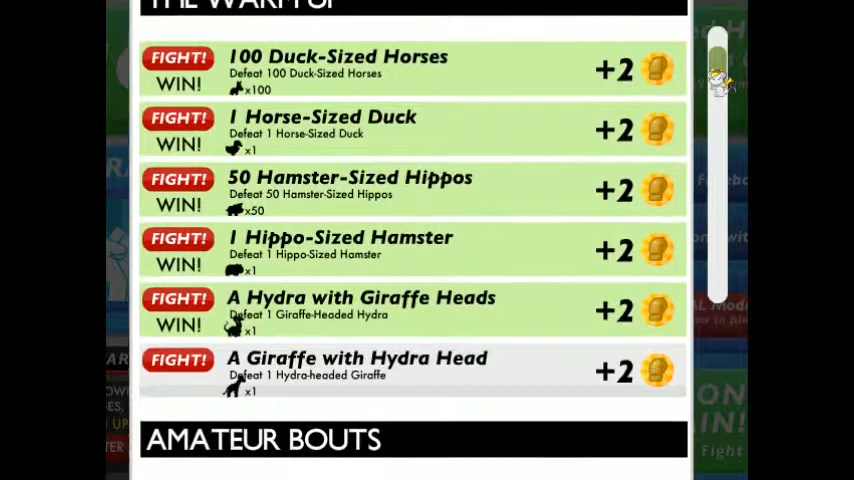 THE WARM UP
FIGHT!
WIN!
100 Duck-Sized Horses
Defeat 100 Duck-Sized Horses
x100
+2
FIGHT!
WIN!
1 Horse-Sized Duck
Defeat 1 Horse-Sized Duck
x1
+2
FIGHT!
WIN!
50 Hamster-Sized Hippos
Defeat 50 Hamster-Sized Hippos
x50
+2
FIGHT!
WIN!
1 Hippo-Sized Hamster
Defeat 1 Hippo-Sized Hamster
x1
+2
FIGHT!
WIN!
A Hydra with Giraffe Heads
Defeat 1 Giraffe-Headed Hydra
x1
+2
FIGHT!
A Giraffe with Hydra Head
Defeat 1 Hydra-headed Giraffe
x1
+2
AMATEUR BOUTS
ON
IN!
Fight